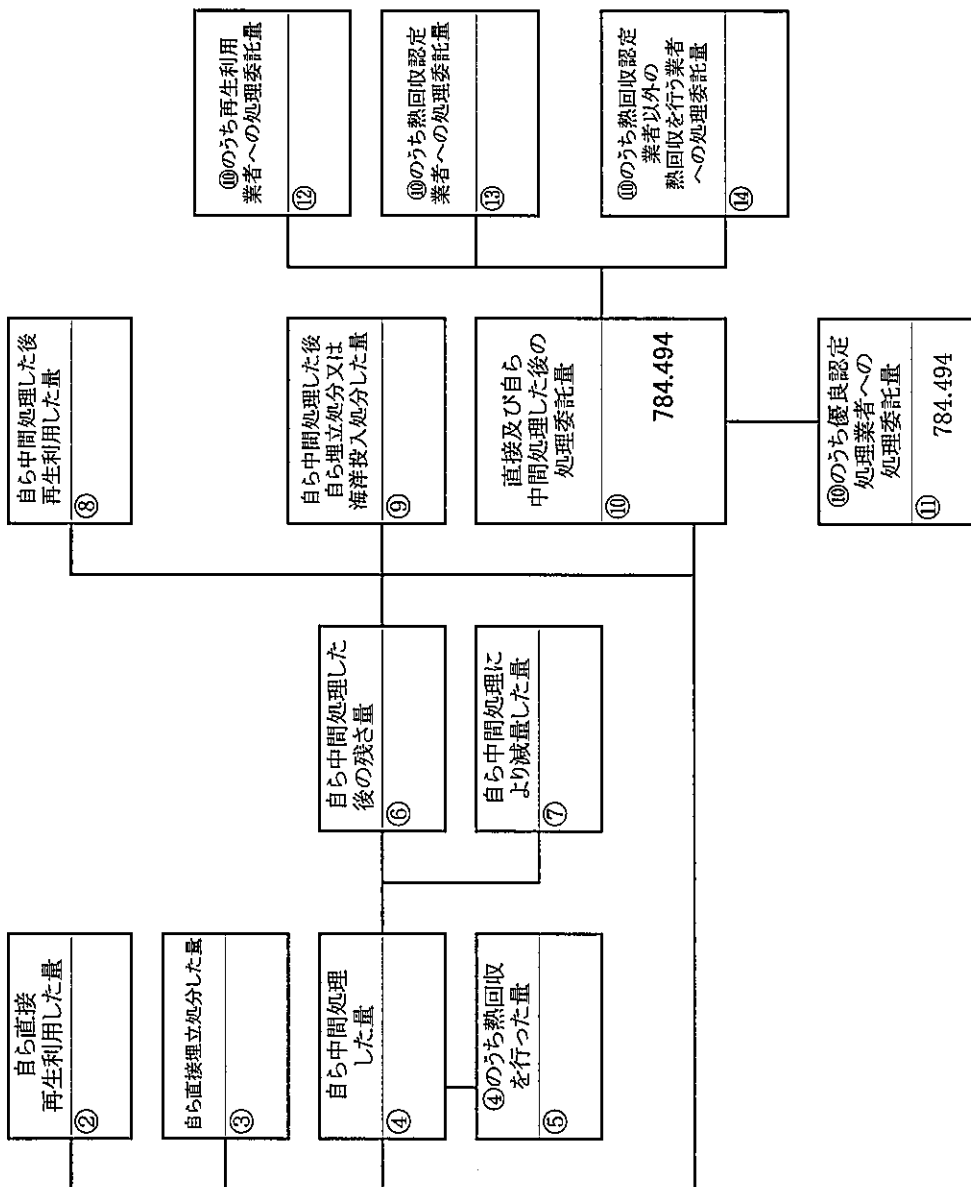 自ら直接
再生利用した量
②
自ら直接埋立処分した量
③
自ら中間処理
した量
④
④のうち熱回収
を行った量
⑤
自ら中間処理した
後の残さ量
⑥
自ら中間処理に
より減量した量
⑦
自ら中間処理した後
再生利用した量
⑧
自ら中間処理した後
自ら埋立処分又は
海洋投入処分した量
⑨
直接及び自ら
中間処理した後の
処理委託量
⑩
784.494
⑩のうち優良認定
処理業者への
処理委託量
⑪
784.494
⑩のうち再生利用
業者への処理委託量
⑫
⑩のうち熱回収認定
業者への処理委託量
⑬
⑩のうち熱回収認定
業者以外の
熱回収を行う業者
への処理委託量
⑭